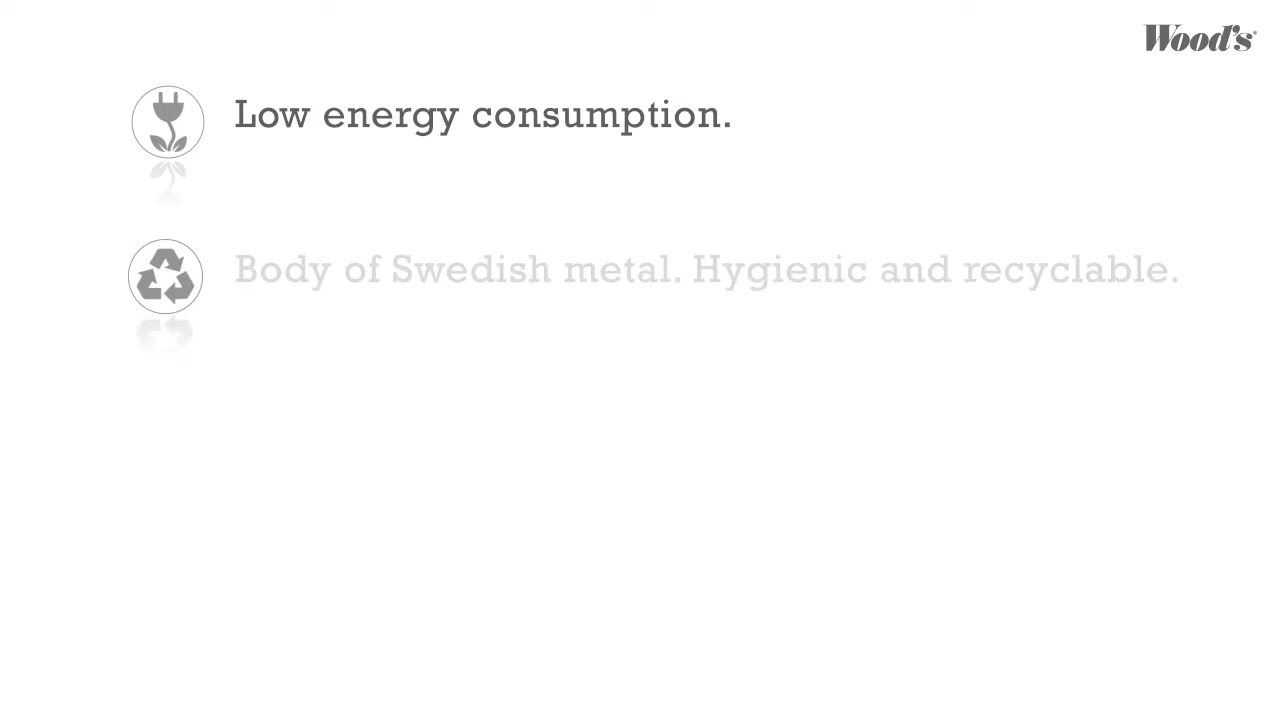 Wood's
Low energy consumption.
Body of Swedish metal. Hygienic and recyclable.